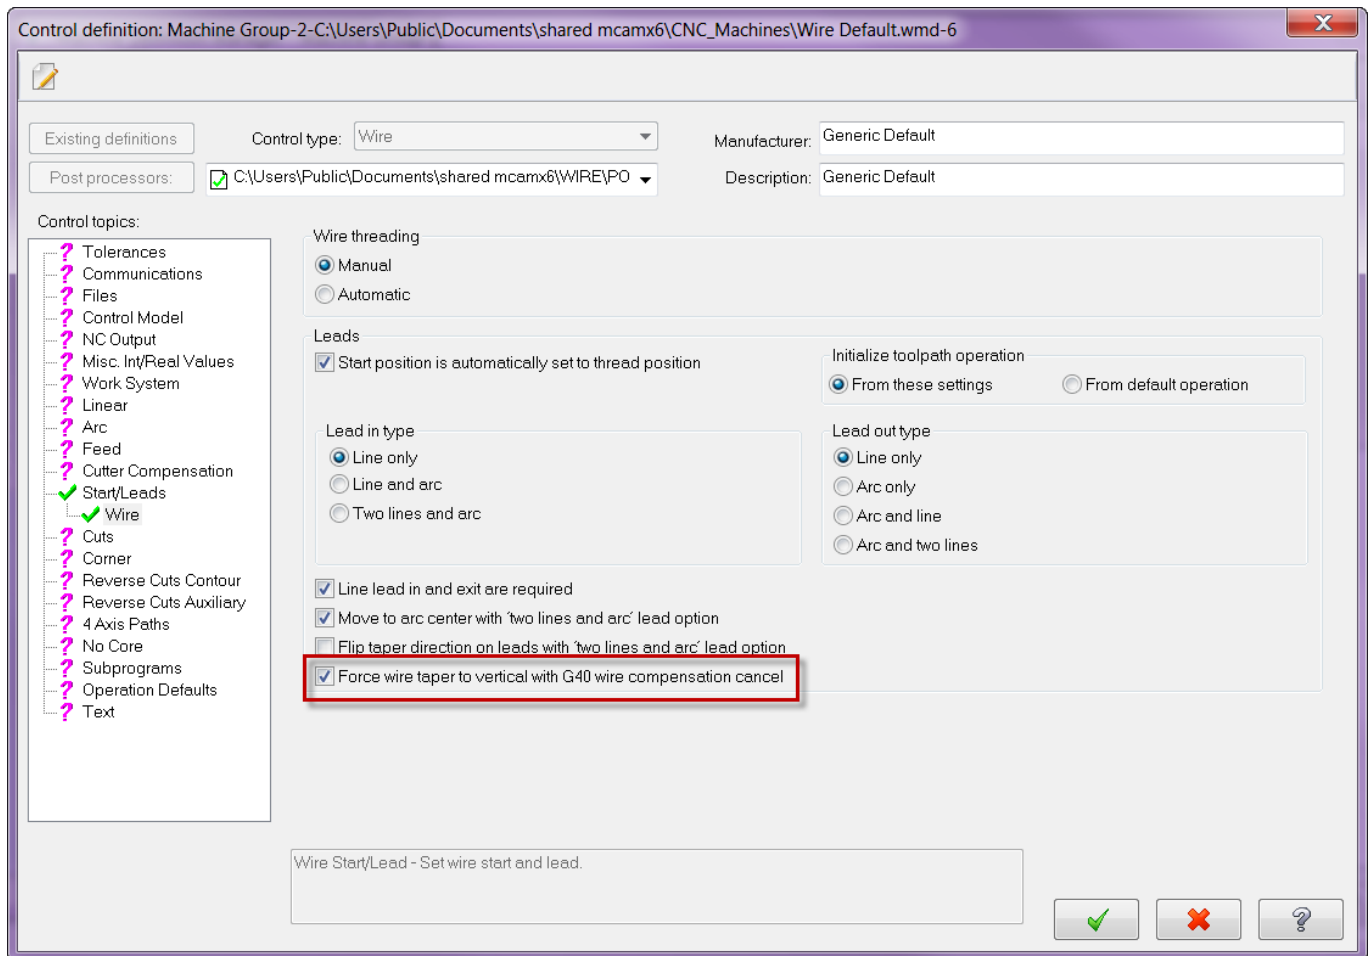 Control definition: Machine Group-2-C:\Users\Public\Documents\shared mcamx6\CNC_Machines\Wire Default.wmd-6
Existing definitions
Control type:
Wire
Manufacturer:
Generic Default
Post processors:
C:\Users\Public\Documents\shared mcamx6\WIRE\PO
Description:
Generic Default
Control topics:
Tolerances
Communications
Files
Control Model
NC Output
Misc. Int/Real Values
Work System
Linear
Arc
Feed
Cutter Compensation
Start/Leads
Wire
Cuts
Corner
Reverse Cuts Contour
Reverse Cuts Auxiliary
4 Axis Paths
No Core
Subprograms
Operation Defaults
Text
Wire threading
Manual
Automatic
Leads
Start position is automatically set to thread position
Initialize toolpath operation
From these settings
From default operation
Lead in type
Line only
Line and arc
Two lines and arc
Lead out type
Line only
Arc only
Arc and line
Arc and two lines
Line lead in and exit are required
Move to arc center with 'two lines and arc' lead option
Flip taper direction on leads with 'two lines and arc' lead option
Force wire taper to vertical with G40 wire compensation cancel
Wire Start/Lead - Set wire start and lead.